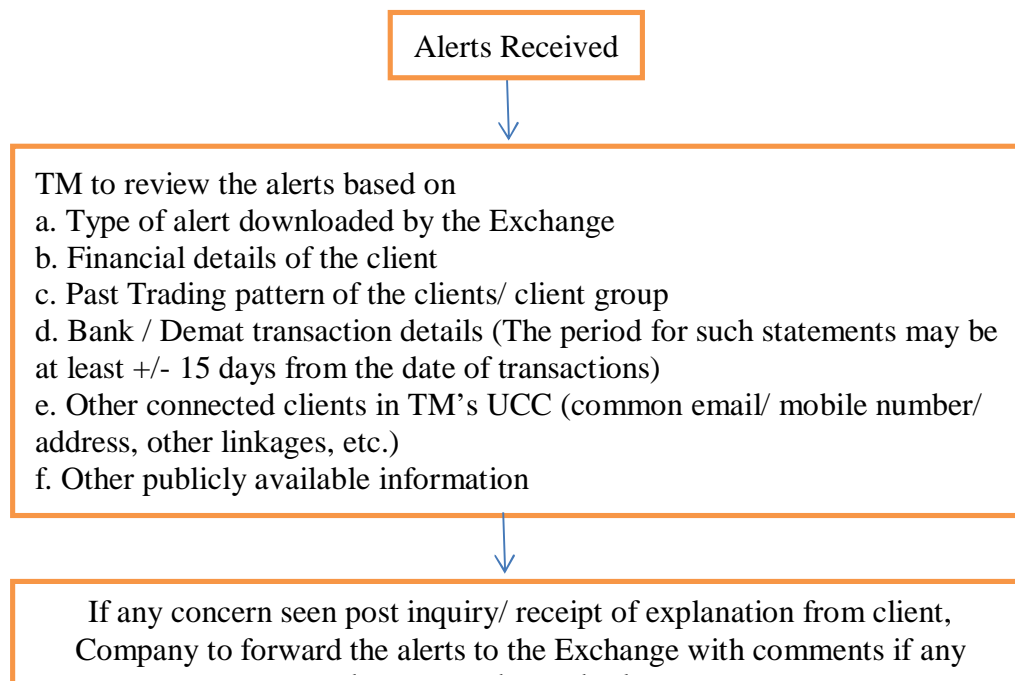 Alerts Received
TM to review the alerts based on
a. Type of alert downloaded by the Exchange
b. Financial details of the client
c. Past Trading pattern of the clients/ client group
d. Bank / Demat transaction details (The period for such statements may be
at least +/- 15 days from the date of transactions)
e. Other connected clients in TM’s UCC (common email/ mobile number/
address, other linkages, etc.)
f. Other publicly available information
If any concern seen post inquiry/ receipt of explanation from client,
Company to forward the alerts to the Exchange with comments if any